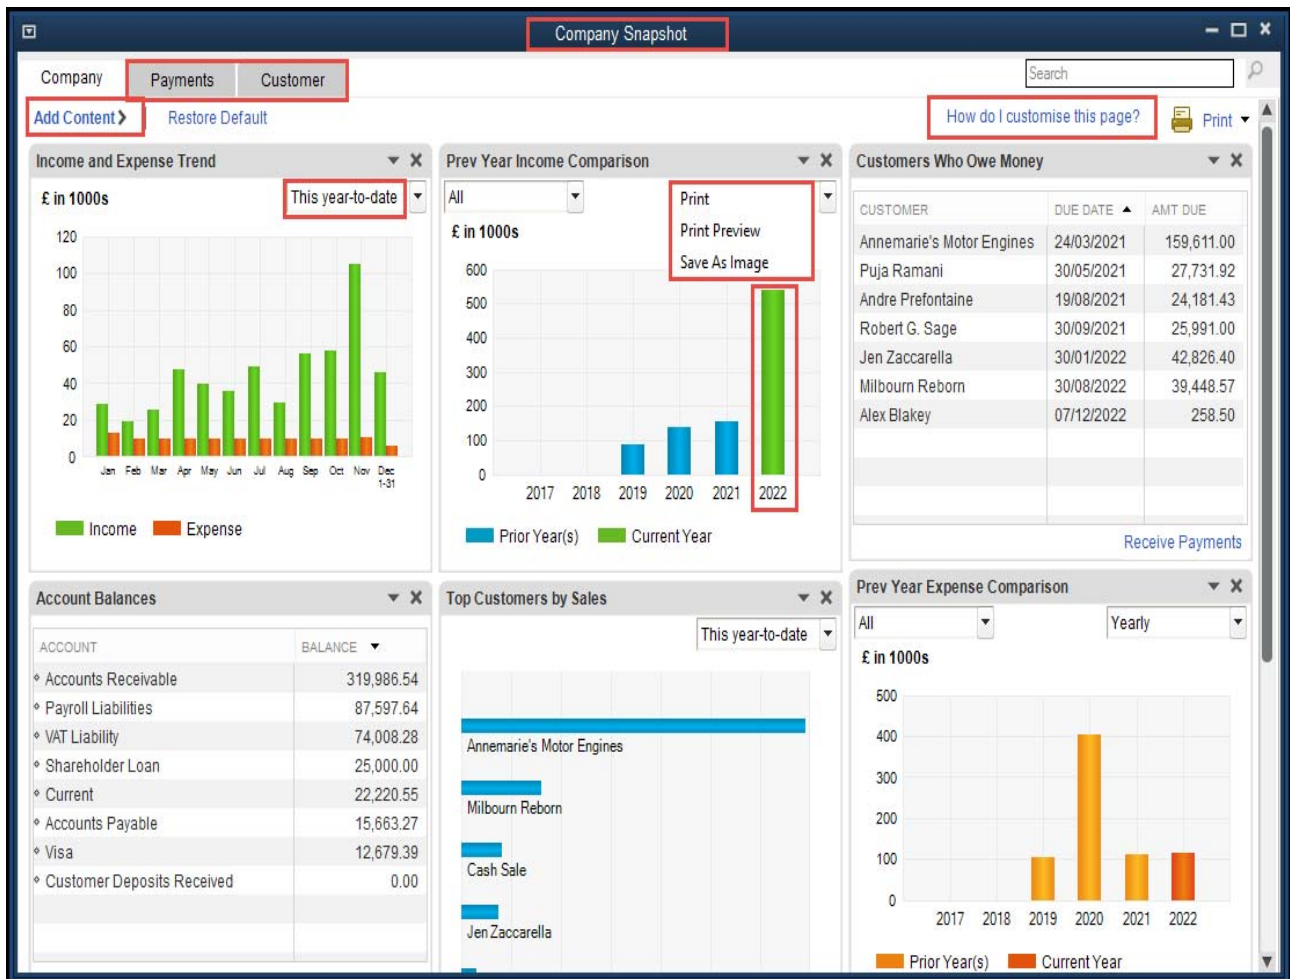 Company Snapshot
Company Payments Customer
Search
Add Content Restore Default
How do I customise this page? Print
Income and Expense Trend
£ in 1000s This year-to-date
120
100
80
60
40
20
0
Jan Feb Mar Apr May Jun Jul Aug Sep Oct Nov Dec
1-31
Income Expense
Prev Year Income Comparison
All
Print
Print Preview
Save As Image
£ in 1000s
600
500
400
300
200
100
0
2017 2018 2019 2020 2021 2022
Prior Year(s) Current Year
Customers Who Owe Money
CUSTOMER DUE DATE AMT DUE
Annemarie's Motor Engines 24/03/2021 159,611.00
Puja Ramani 30/05/2021 27,731.92
Andre Prefontaine 19/08/2021 24,181.43
Robert G. Sage 30/09/2021 25,991.00
Jen Zaccarella 30/01/2022 42,826.40
Milbourn Reborn 30/08/2022 39,448.57
Alex Blakey 07/12/2022 258.50
Receive Payments
Account Balances
ACCOUNT BALANCE
Accounts Receivable 319,986.54
Payroll Liabilities 87,597.64
VAT Liability 74,008.28
Shareholder Loan 25,000.00
Current 22,220.55
Accounts Payable 15,663.27
Visa 12,679.39
Customer Deposits Received 0.00
Top Customers by Sales
This year-to-date
Annemarie's Motor Engines
Milbourn Reborn
Cash Sale
Jen Zaccarella
Prev Year Expense Comparison
All Yearly
£ in 1000s
500
400
300
200
100
0
2017 2018 2019 2020 2021 2022
Prior Year(s) Current Year